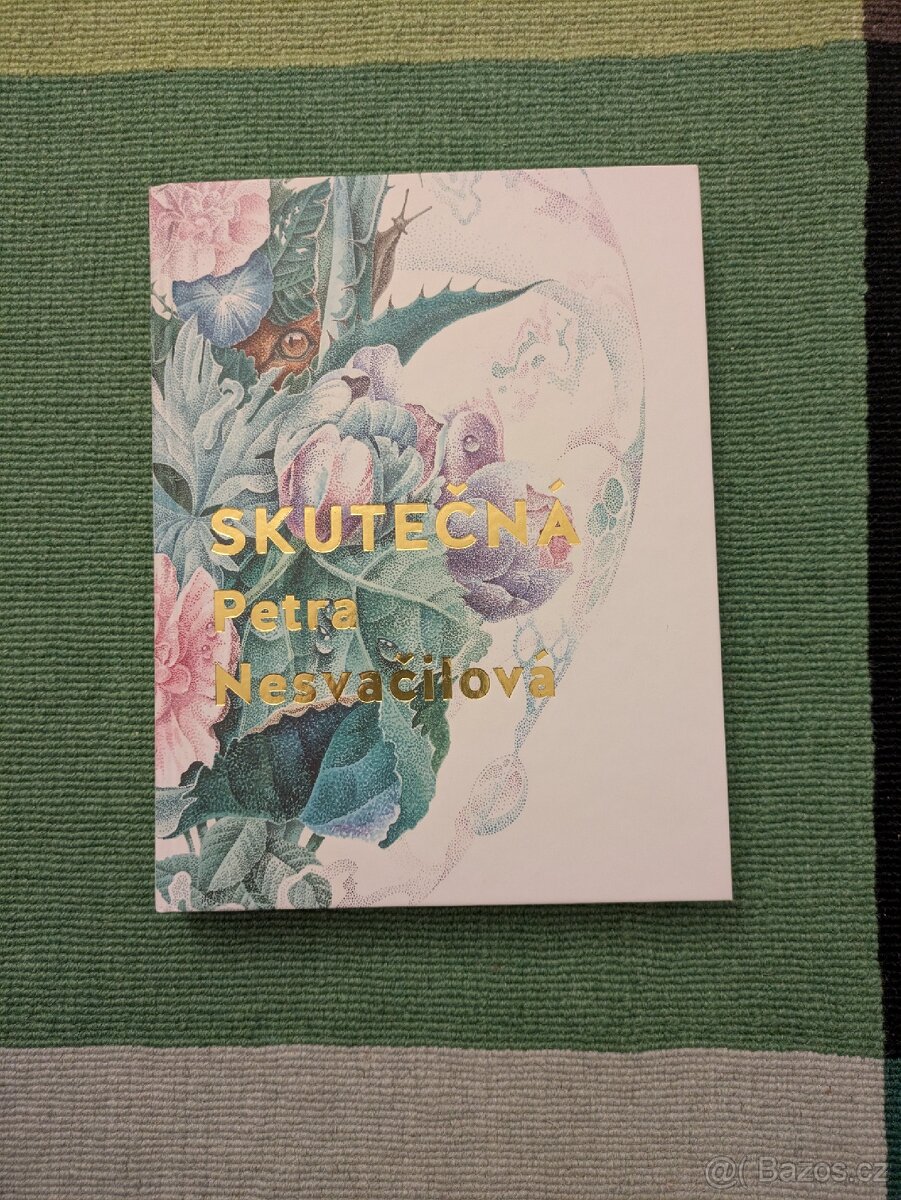 SKUTEČNÁ
Petra
Nesvačilová
@( Bazos.cz